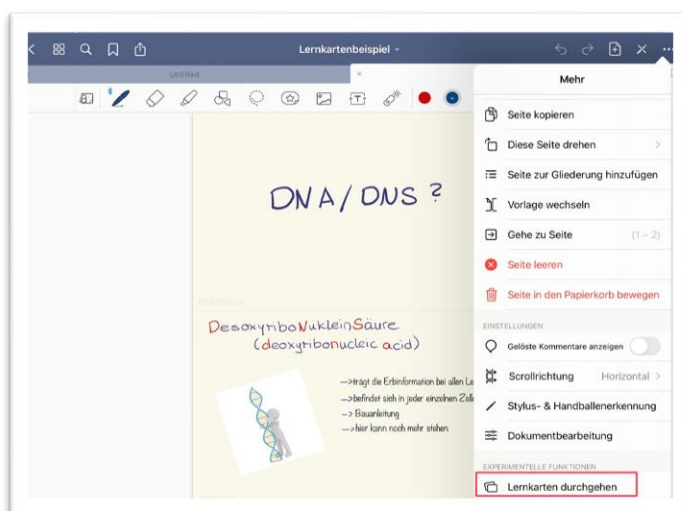 Lernkartenbeispiel
Untitled
Mehr
Seite kopieren
Diese Seite drehen
Seite zur Gliederung hinzufügen
Vorlage wechseln
Gehe zu Seite (1 – 2)
Seite leeren
Seite in den Papierkorb bewegen
EINSTELLUNGEN
Gelöste Kommentare anzeigen
Scrollrichtung Horizontal
Stylus- & Handballenerkennung
Dokumentbearbeitung
EXPERIMENTELLE FUNKTIONEN
Lernkarten durchgehen
DNA/DNS?
QUESTION
DesoxyriboNukleinSäure
(deoxyribonucleic acid)
-->trägt die Erbinformation bei allen Le
-->befindet sich in jeder einzelnen Zell
--> Bauanleitung
-->hier kann noch mehr stehen